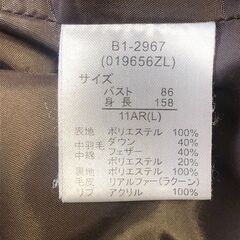 B1-2967
(019656ZL)
サイズ
バスト 86
身長 158
11AR(L)
表地 ポリエステル 100%
中羽毛 ダウン 40%
フェザー 40%
中綿 ポリエステル 20%
裏地 ポリエステル 100%
毛皮 リアルファー(ラクーン)
リブ アクリル 100%